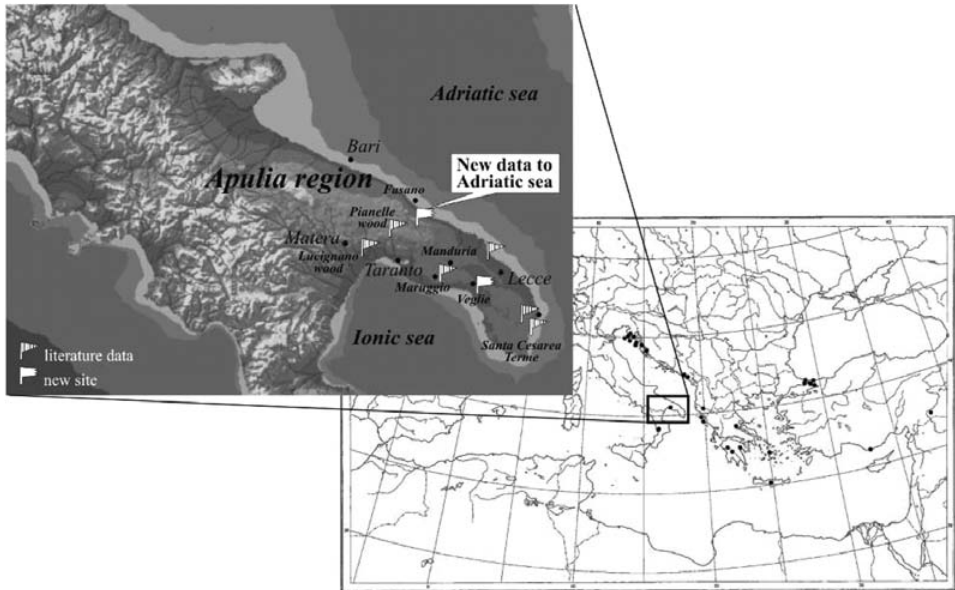 Adriatic sea
Bari
New data to
Adriatic sea
Apulia region
Fasano
Pianelle
wood
Matera
Lucignano
wood
Manduria
Taranto
Lecce
Maruggio
Veglie
Ionic sea
Santa Cesarea
Terme
literature data
new site